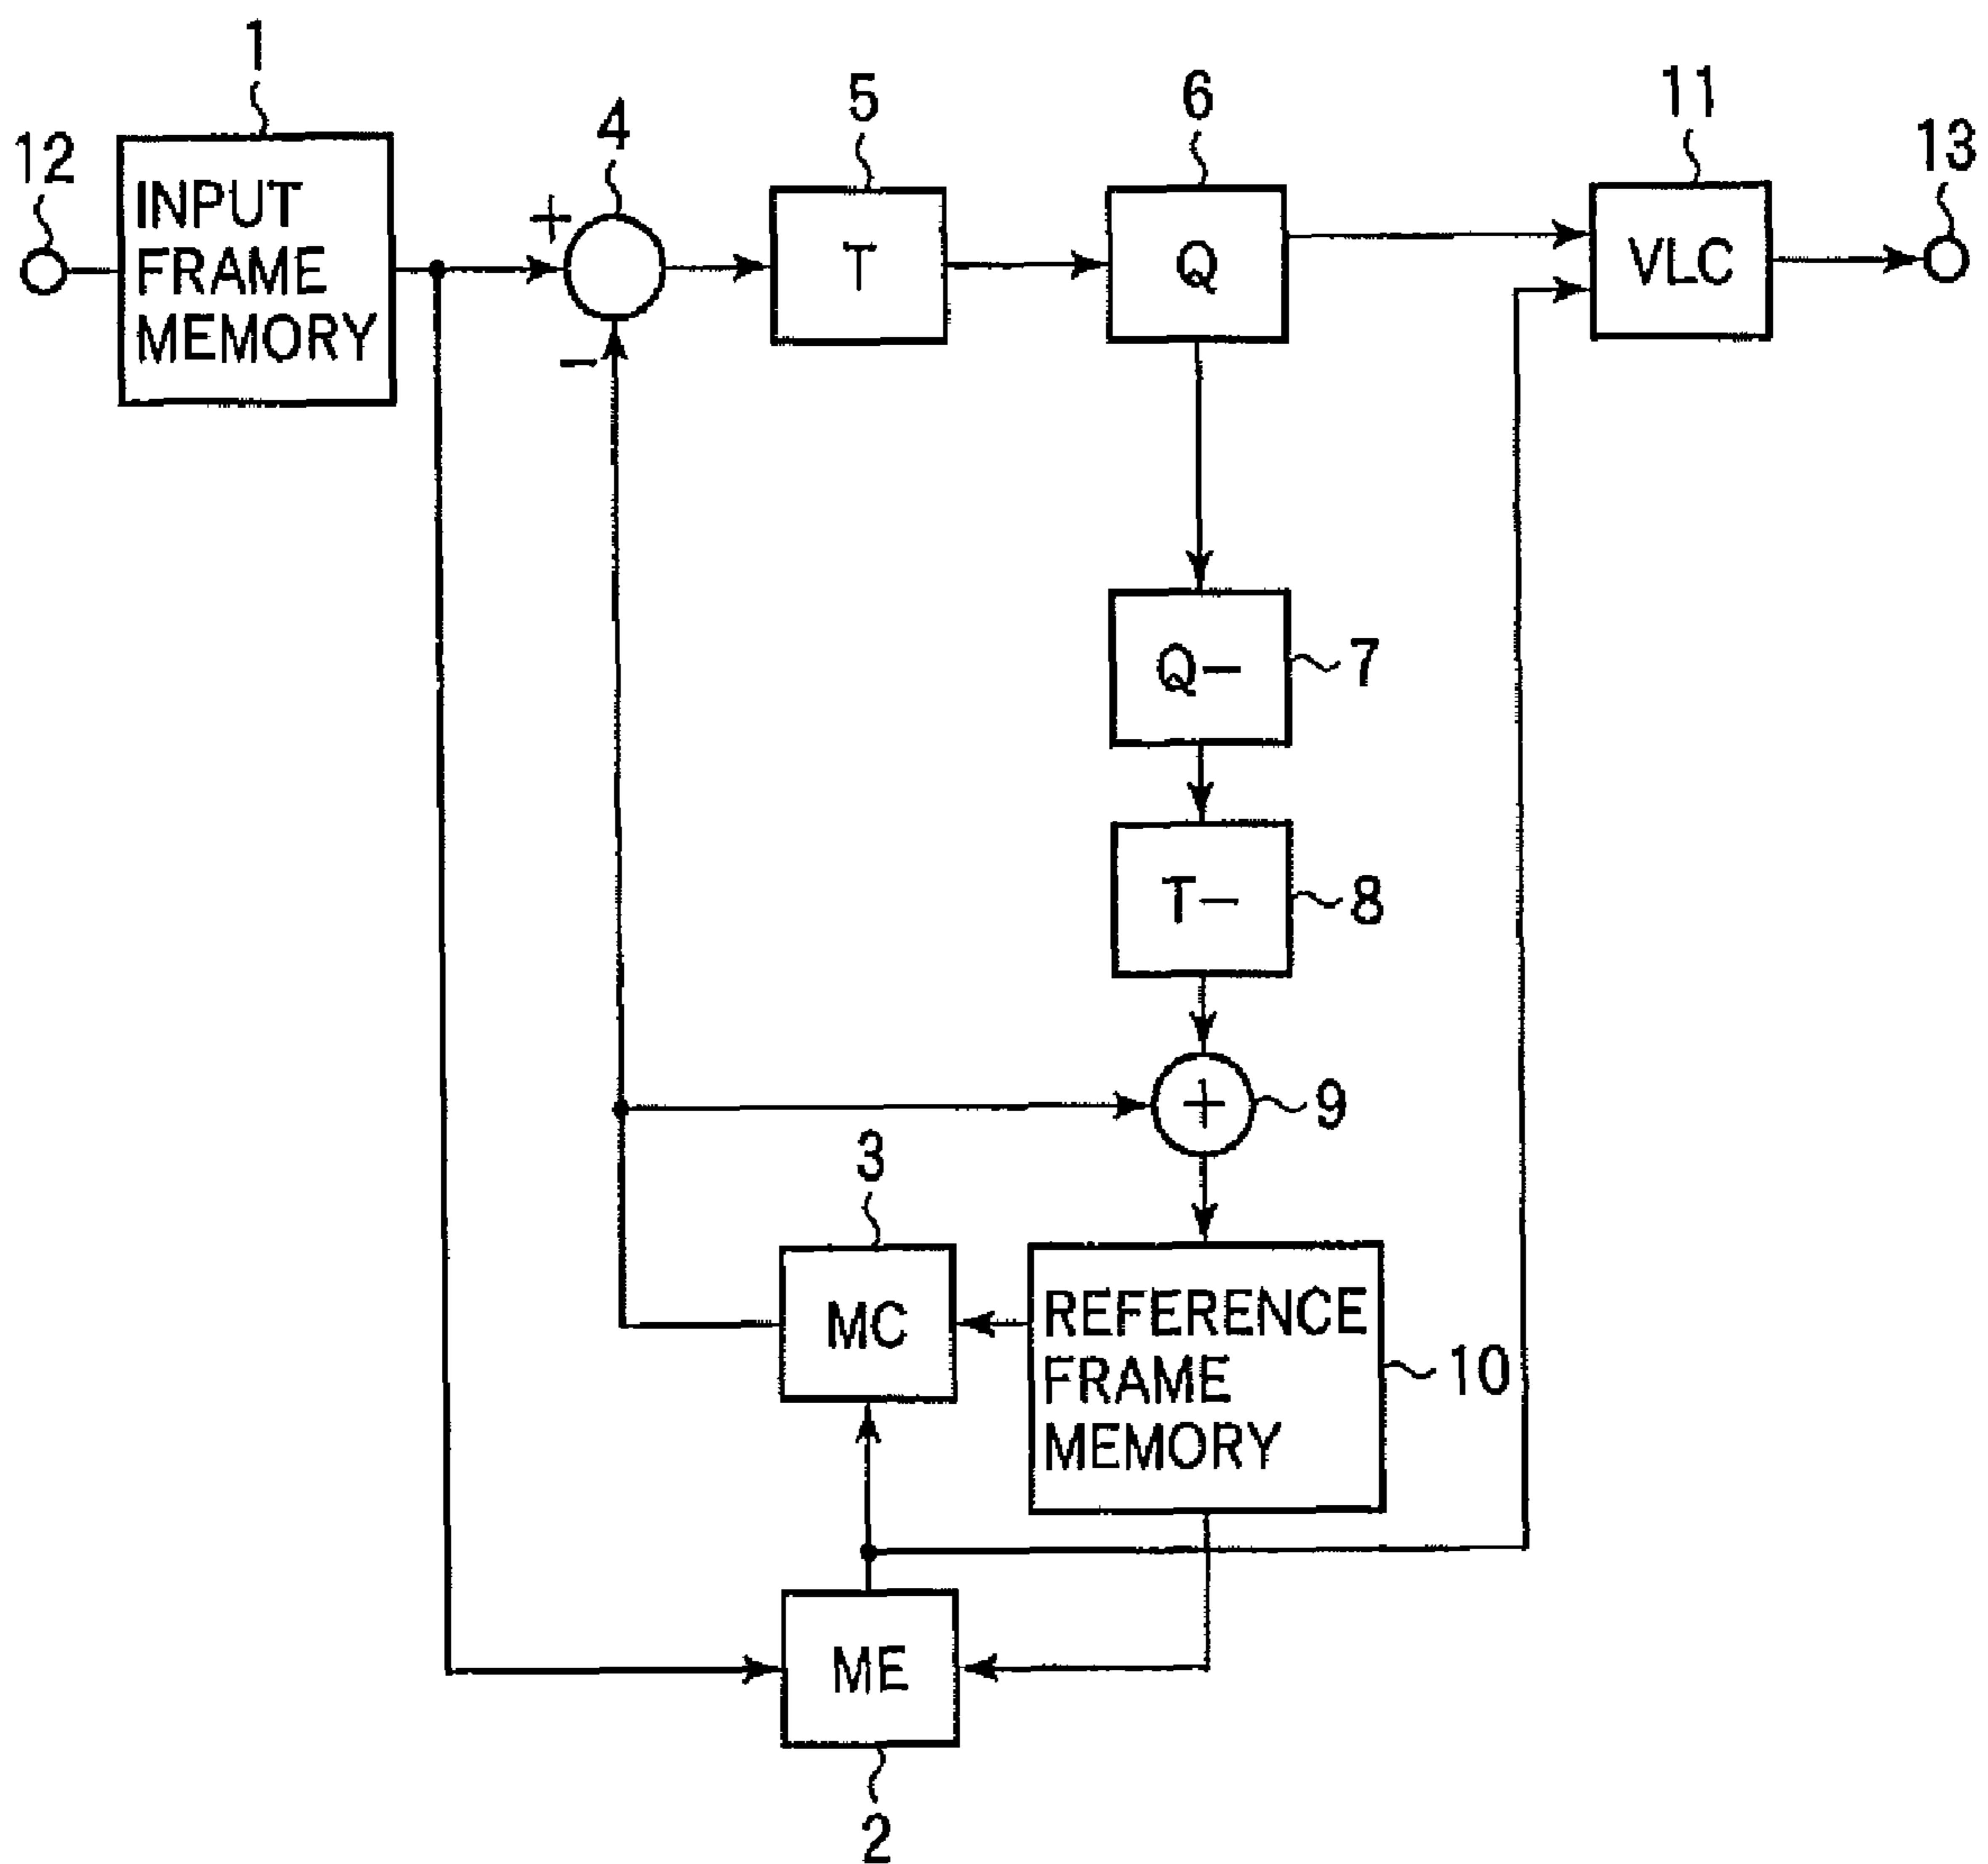 1
12
INPUT
FRAME
MEMORY
4
+
−
5
T
6
Q
11
VLC
13
Q−
7
T−
8
+
9
3
MC
REFERENCE
FRAME
MEMORY
10
ME
2